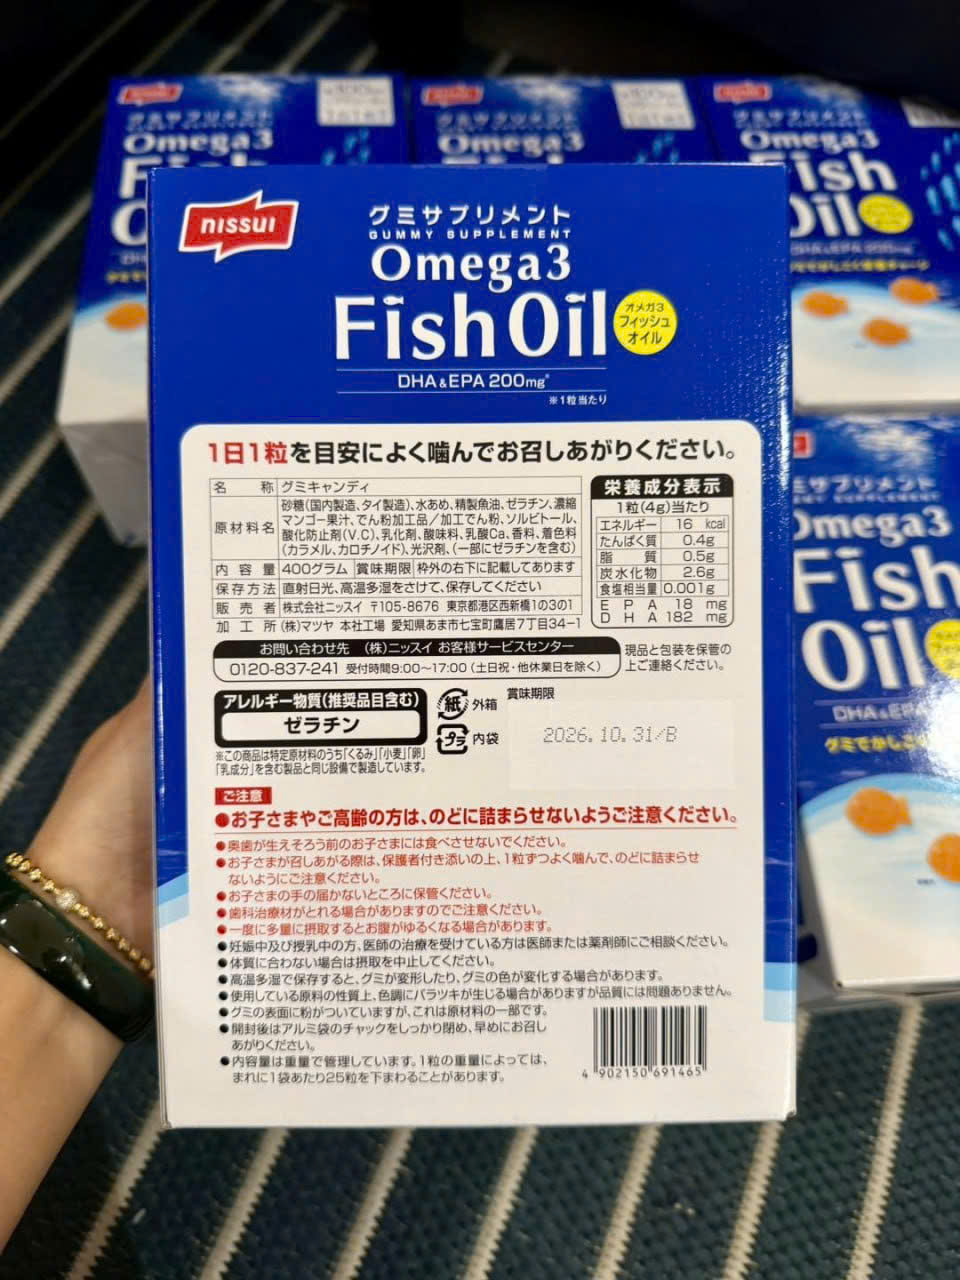 nissui
グミサプリメント
GUMMY SUPPLEMENT
Omega3
Fish Oil
オメガ3
フィッシュ
オイル
DHA&EPA 200mg※
※1粒当たり
1日1粒を目安によく噛んでお召しあがりください。
名 称 グミキャンディ
原材料名 砂糖(国内製造、タイ製造)、水あめ、精製魚油、ゼラチン、濃縮
マンゴー果汁、でん粉加工品/加工でん粉、ソルビトール、
酸化防止剤(V.C)、乳化剤、酸味料、乳酸Ca、香料、着色料
(カラメル、カロチノイド)、光沢剤、(一部にゼラチンを含む)
内 容 量 400グラム 賞味期限 枠外の右下に記載してあります
保存方法 直射日光、高温多湿をさけて、保存してください
販 売 者 株式会社ニッスイ 〒105-8676 東京都港区西新橋1の3の1
加 工 所 (株)マツヤ 本社工場 愛知県あま市七宝町鷹居7丁目34-1
栄養成分表示
1粒(4g)当たり
エネルギー 16 kcal
たんぱく質 0.4g
脂 質 0.5g
炭水化物 2.6g
食塩相当量 0.001g
E P A 18 mg
D H A 182 mg
お問い合わせ先 (株)ニッスイ お客様サービスセンター
0120-837-241 受付時間9:00〜17:00(土日祝・他休業日を除く)
現品と包装を保管の
上ご連絡ください。
アレルギー物質(推奨品目含む)
ゼラチン
※この商品は特定原材料のうち「くるみ」「小麦」「卵」
「乳成分」を含む製品と同じ設備で製造しています。
紙 外箱
プラ 内袋
賞味期限
2026.10.31/B
ご注意
●お子さまやご高齢の方は、のどに詰まらせないようご注意ください。
●奥歯が生えそろう前のお子さまには食べさせないでください。
●お子さまが召しあがる際は、保護者付き添いの上、1粒ずつよく噛んで、のどに詰まらせ
ないようにご注意ください。
●お子さまの手の届かないところに保管ください。
●歯科治療材がとれる場合がありますのでご注意ください。
●一度に多量に摂取するとお腹がゆるくなる場合があります。
●妊娠中及び授乳中の方、医師の治療を受けている方は医師または薬剤師にご相談ください。
●体質に合わない場合は摂取を中止してください。
●高温多湿で保存すると、グミが変形したり、グミの色が変化する場合があります。
●使用している原料の性質上、色調にバラツキが生じる場合がありますが品質には問題ありません。
●グミの表面に粉がついていますが、これは原材料の一部です。
●開封後はアルミ袋のチャックをしっかり閉め、早めにお召し
あがりください。
●内容量は重量で管理しています。1粒の重量によっては、
まれに1袋あたり25粒を下まわることがあります。
4 902150 691465
グミサプリメント
Omega3
Fish
グミサプリメント
Omega3
グミサプリメント
Omega3
Fish
Oil
DHA&EPA 200mg
Omega3
Fish
Oil
DHA&EPA